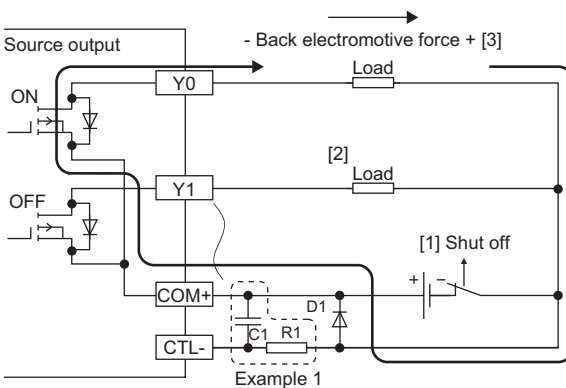 Source output
- Back electromotive force + [3]
Y0
Load
ON
[2]
Y1
Load
OFF
[1] Shut off
+
−
COM+
D1
C1
R1
CTL-
Example 1